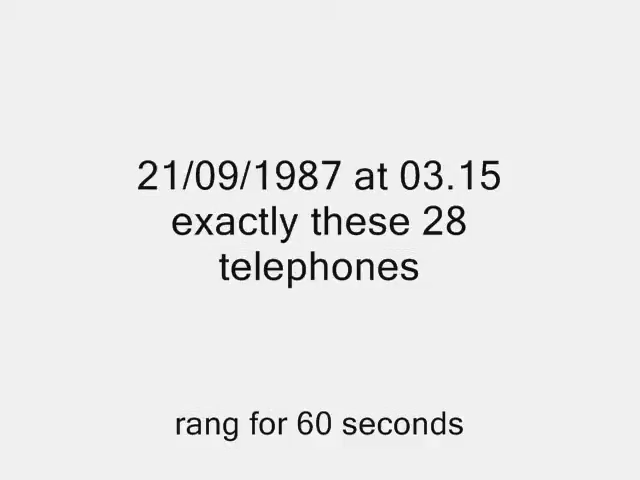 21/09/1987 at 03.15
exactly these 28
telephones
rang for 60 seconds